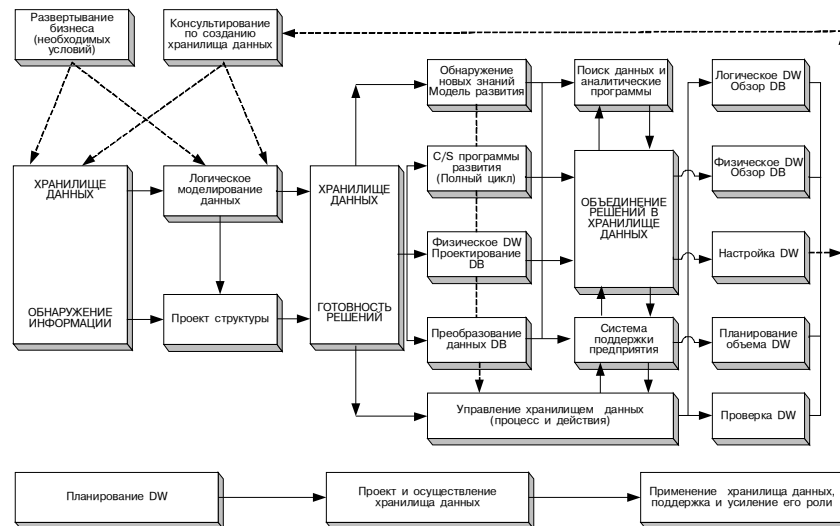 Развертывание
бизнеса
(необходимых
условий)
Консультирование
по созданию
хранилища данных
ХРАНИЛИЩЕ
ДАННЫХ
ОБНАРУЖЕНИЕ
ИНФОРМАЦИИ
Логическое
моделирование
данных
Проект структуры
ХРАНИЛИЩЕ
ДАННЫХ
ГОТОВНОСТЬ
РЕШЕНИЙ
Обнаружение
новых знаний
Модель развития
C/S программы
развития
(Полный цикл)
Физическое DW
Проектирование
DB
Преобразование
данных DB
Поиск данных и
аналитические
программы
ОБЪЕДИНЕНИЕ
РЕШЕНИЙ В
ХРАНИЛИЩЕ
ДАННЫХ
Система
поддержки
предприятия
Управление хранилищем данных
(процесс и действия)
Логическое DW
Обзор DB
Физическое DW
Обзор DB
Настройка DW
Планирование
объема DW
Проверка DW
Планирование DW
Проект и осуществление
хранилища данных
Применение хранилища данных,
поддержка и усиление его роли